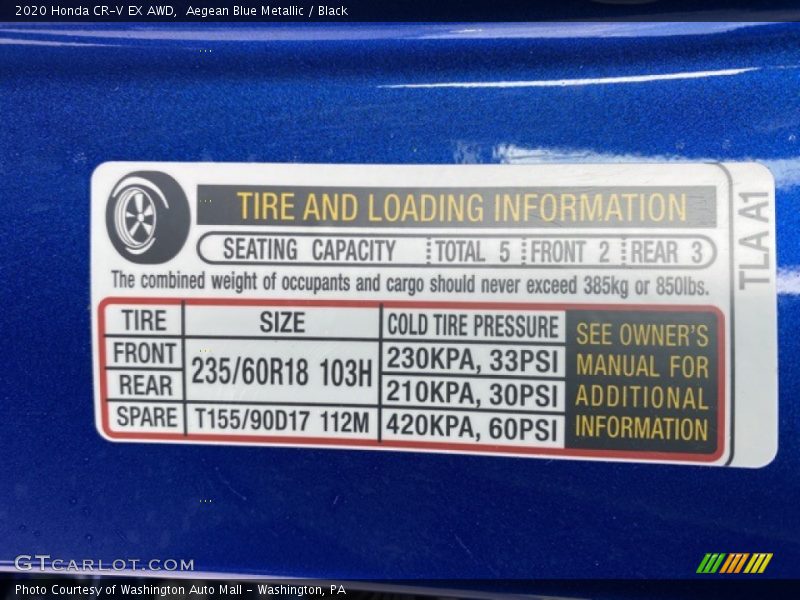 2020 Honda CR-V EX AWD, Aegean Blue Metallic / Black
TIRE AND LOADING INFORMATION
SEATING CAPACITY TOTAL 5 FRONT 2 REAR 3
The combined weight of occupants and cargo should never exceed 385kg or 850lbs.
TIRE SIZE COLD TIRE PRESSURE
FRONT 235/60R18 103H 230KPA, 33PSI
REAR 210KPA, 30PSI
SPARE T155/90D17 112M 420KPA, 60PSI
SEE OWNER'S
MANUAL FOR
ADDITIONAL
INFORMATION
TLA A1
GTCARLOT.COM
Photo Courtesy of Washington Auto Mall - Washington, PA